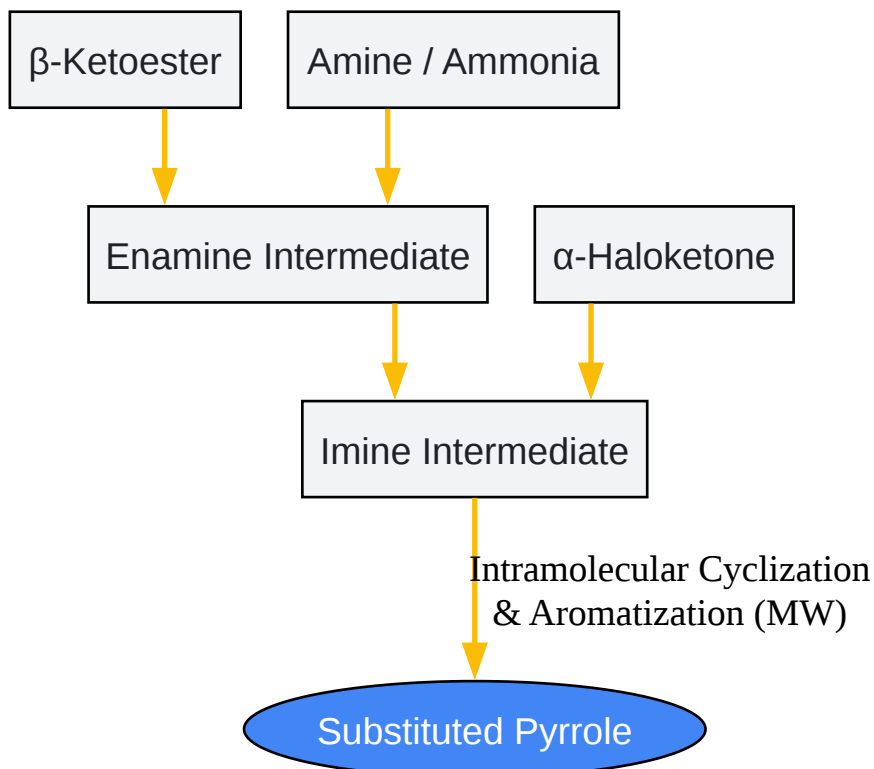 β-Ketoester
Amine / Ammonia
Enamine Intermediate
α-Haloketone
Imine Intermediate
Intramolecular Cyclization
& Aromatization (MW)
Substituted Pyrrole